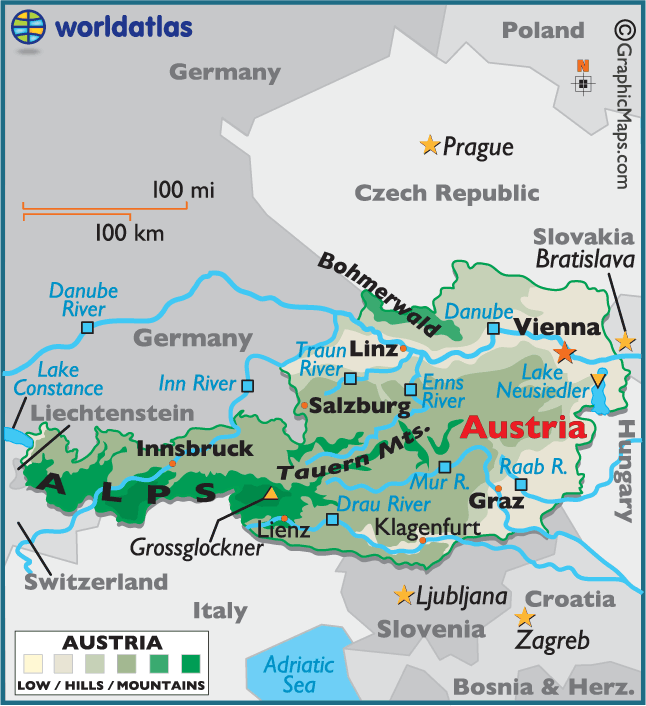 worldatlas
Poland
©GraphicMaps.com
Germany
N
Prague
100 mi
Czech Republic
100 km
Slovakia
Bratislava
Bohmerwald
Danube
River
Danube
Vienna
Germany
Traun
River
Linz
Lake
Constance
Inn River
Enns
River
Lake
Neusiedler
Liechtenstein
Salzburg
Austria
Innsbruck
Tauern Mts.
Hungary
ALPS
Mur R.
Raab R.
Graz
Drau River
Grossglockner
Lienz
Klagenfurt
Switzerland
Italy
Ljubljana
Croatia
Slovenia
Zagreb
AUSTRIA
LOW / HILLS / MOUNTAINS
Adriatic
Sea
Bosnia & Herz.